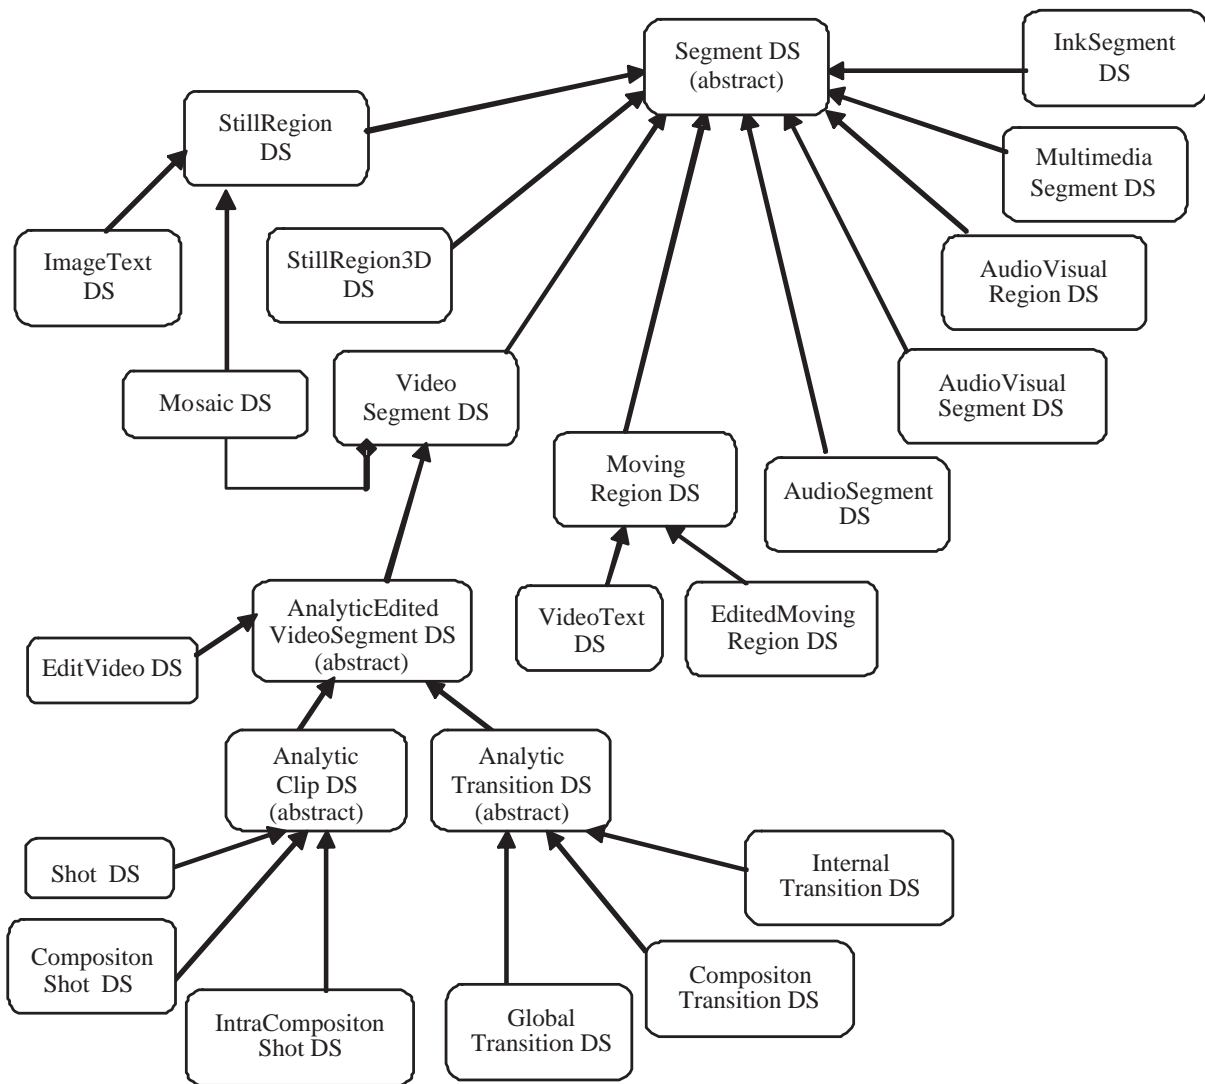 Segment DS
(abstract)
InkSegment
DS
StillRegion
DS
Multimedia
Segment DS
ImageText
DS
StillRegion3D
DS
AudioVisual
Region DS
Mosaic DS
Video
Segment DS
AudioVisual
Segment DS
Moving
Region DS
AudioSegment
DS
AnalyticEdited
VideoSegment DS
(abstract)
VideoText
DS
EditedMoving
Region DS
EditVideo DS
Analytic
Clip DS
(abstract)
Analytic
Transition DS
(abstract)
Shot DS
Internal
Transition DS
Compositon
Shot DS
Compositon
Transition DS
IntraCompositon
Shot DS
Global
Transition DS